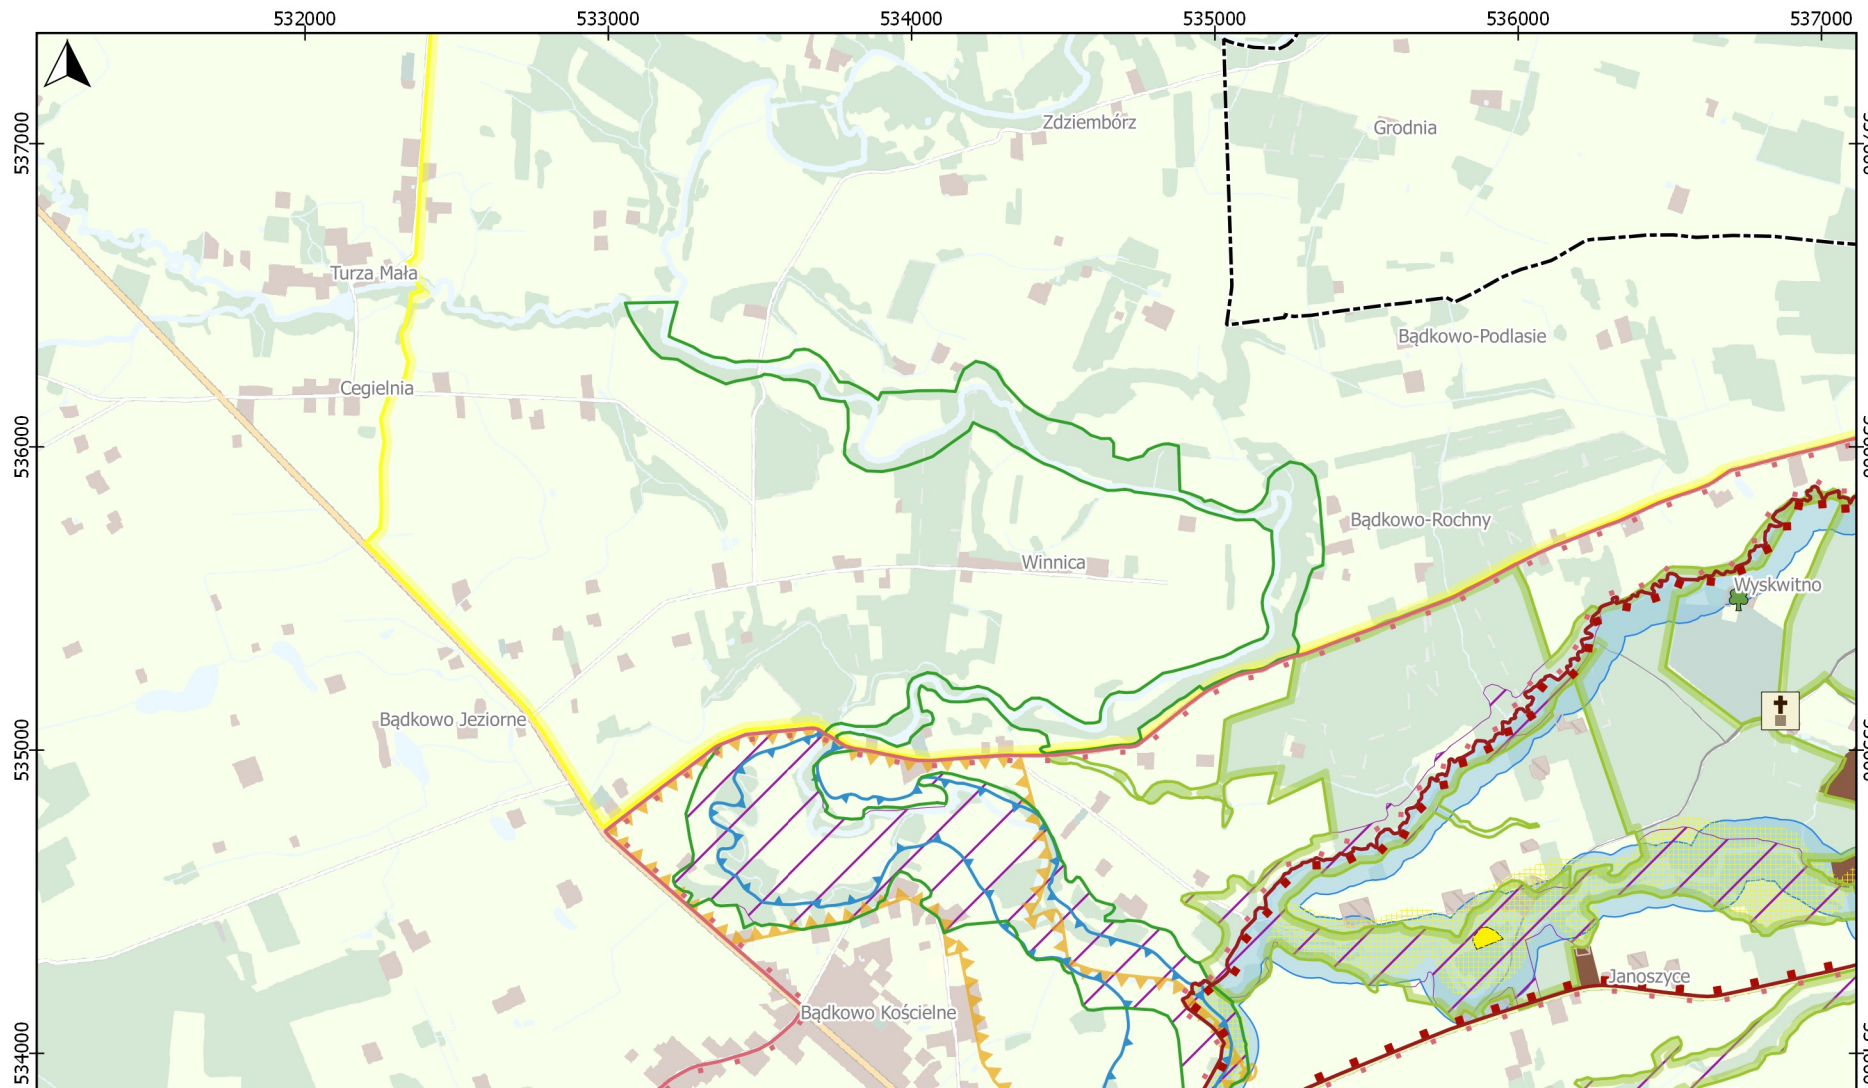 532000 533000 534000 535000 536000 537000
537000
Zdziembórz
Grodnia
Turza Mała
Bądkowo-Podlasie
Cegielnia
536000
Bądkowo-Rochny
Winnica
Wyskwitno
Bądkowo Jeziorne
535000
Janoszyce
Bądkowo Kościelne
534000